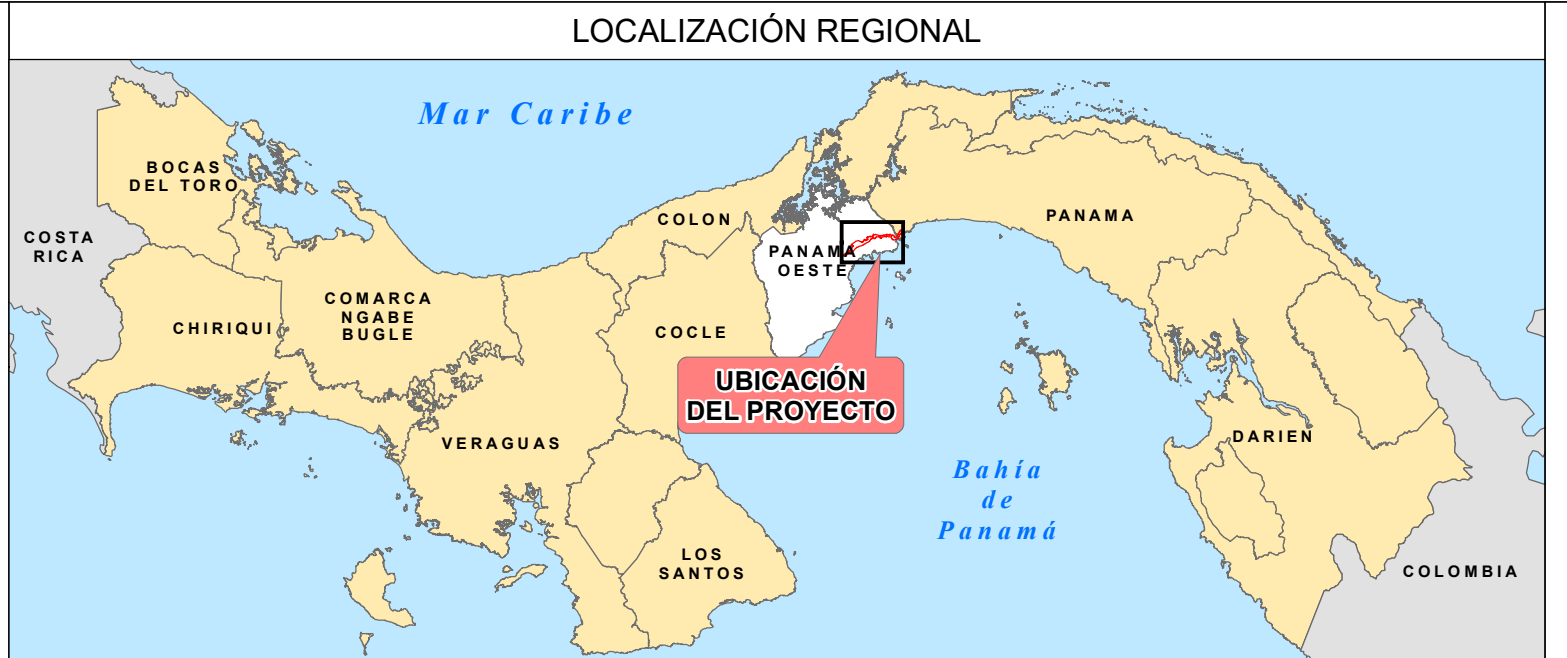 LOCALIZACIÓN REGIONAL
Mar Caribe
BOCAS
DEL TORO
COSTA
RICA
COLON
PANAMA
PANAMA
OESTE
COMARCA
NGABE
BUGLE
CHIRIQUI
COCLE
UBICACIÓN
DEL PROYECTO
VERAGUAS
DARIEN
Bahía
de
Panamá
LOS
SANTOS
COLOMBIA